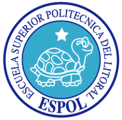 ESCUELA SUPERIOR POLITECNICA DEL LITORAL
ESPOL